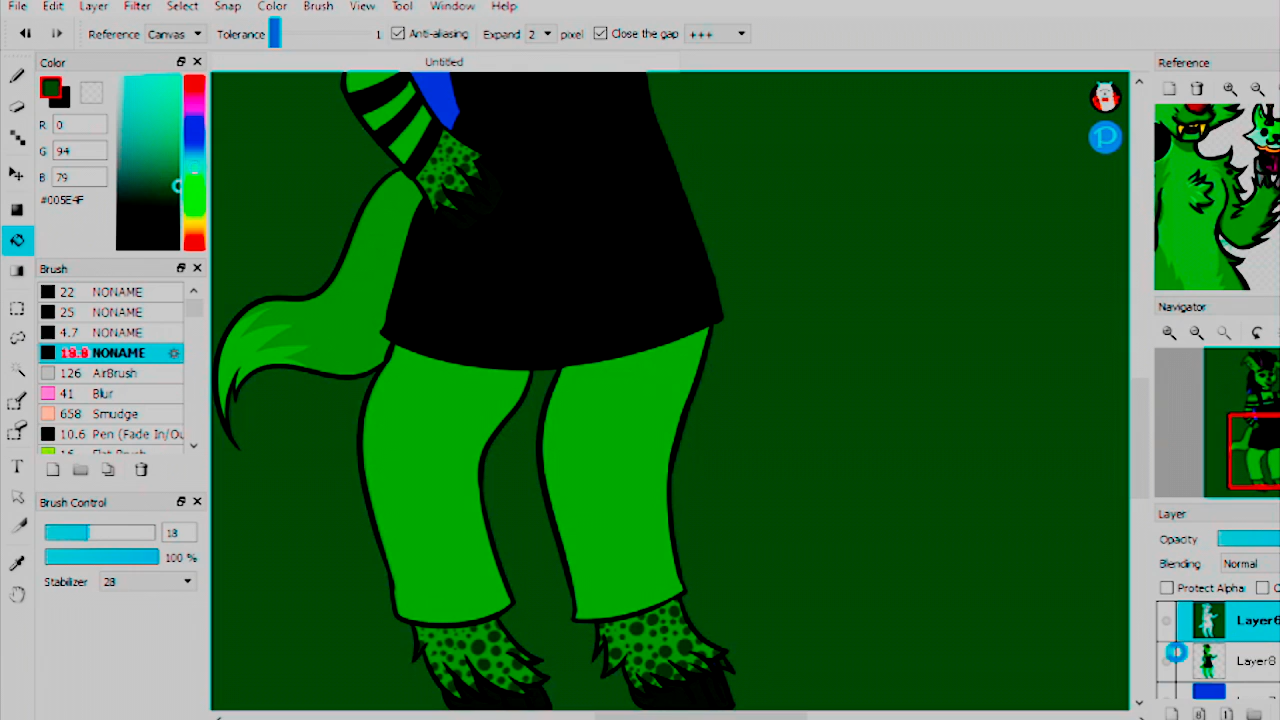 File Edit Layer Filter Select Snap Color Brush View Tool Window Help
Reference Canvas Tolerance 1 Anti-aliasing Expand 2 pixel Close the gap +++
Color
Untitled
Reference
R 0
G 94
B 79
#005E4F
Brush
22 NONAME
25 NONAME
4.7 NONAME
18.8 NONAME
126 AirBrush
41 Blur
658 Smudge
10.6 Pen (Fade In/Ou
T
Brush Control
18
100 %
Stabilizer 28
P
Navigator
Layer
Opacity
Blending Normal
Protect Alpha
Layer6
Layer8